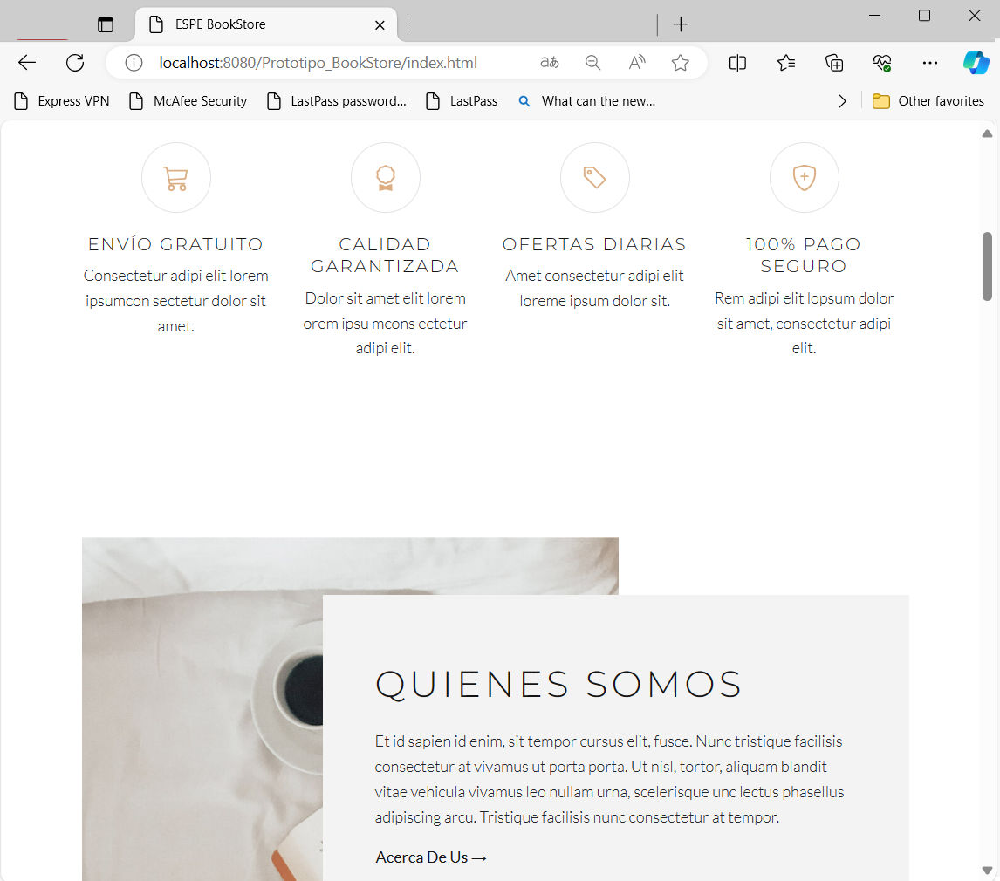 ESPE BookStore
localhost:8080/Prototipo_BookStore/index.html
aあ
A
Express VPN
McAfee Security
LastPass password...
LastPass
What can the new...
Other favorites
ENVÍO GRATUITO
Consectetur adipi elit lorem
ipsumcon sectetur dolor sit
amet.
CALIDAD
GARANTIZADA
Dolor sit amet elit lorem
orem ipsu mcons ectetur
adipi elit.
OFERTAS DIARIAS
Amet consectetur adipi elit
loreme ipsum dolor sit.
100% PAGO
SEGURO
Rem adipi elit lopsum dolor
sit amet, consectetur adipi
elit.
QUIENES SOMOS
Et id sapien id enim, sit tempor cursus elit, fusce. Nunc tristique facilisis
consectetur at vivamus ut porta porta. Ut nisl, tortor, aliquam blandit
vitae vehicula vivamus leo nullam urna, scelerisque unc lectus phasellus
adipiscing arcu. Tristique facilisis nunc consectetur at tempor.
Acerca De Us →